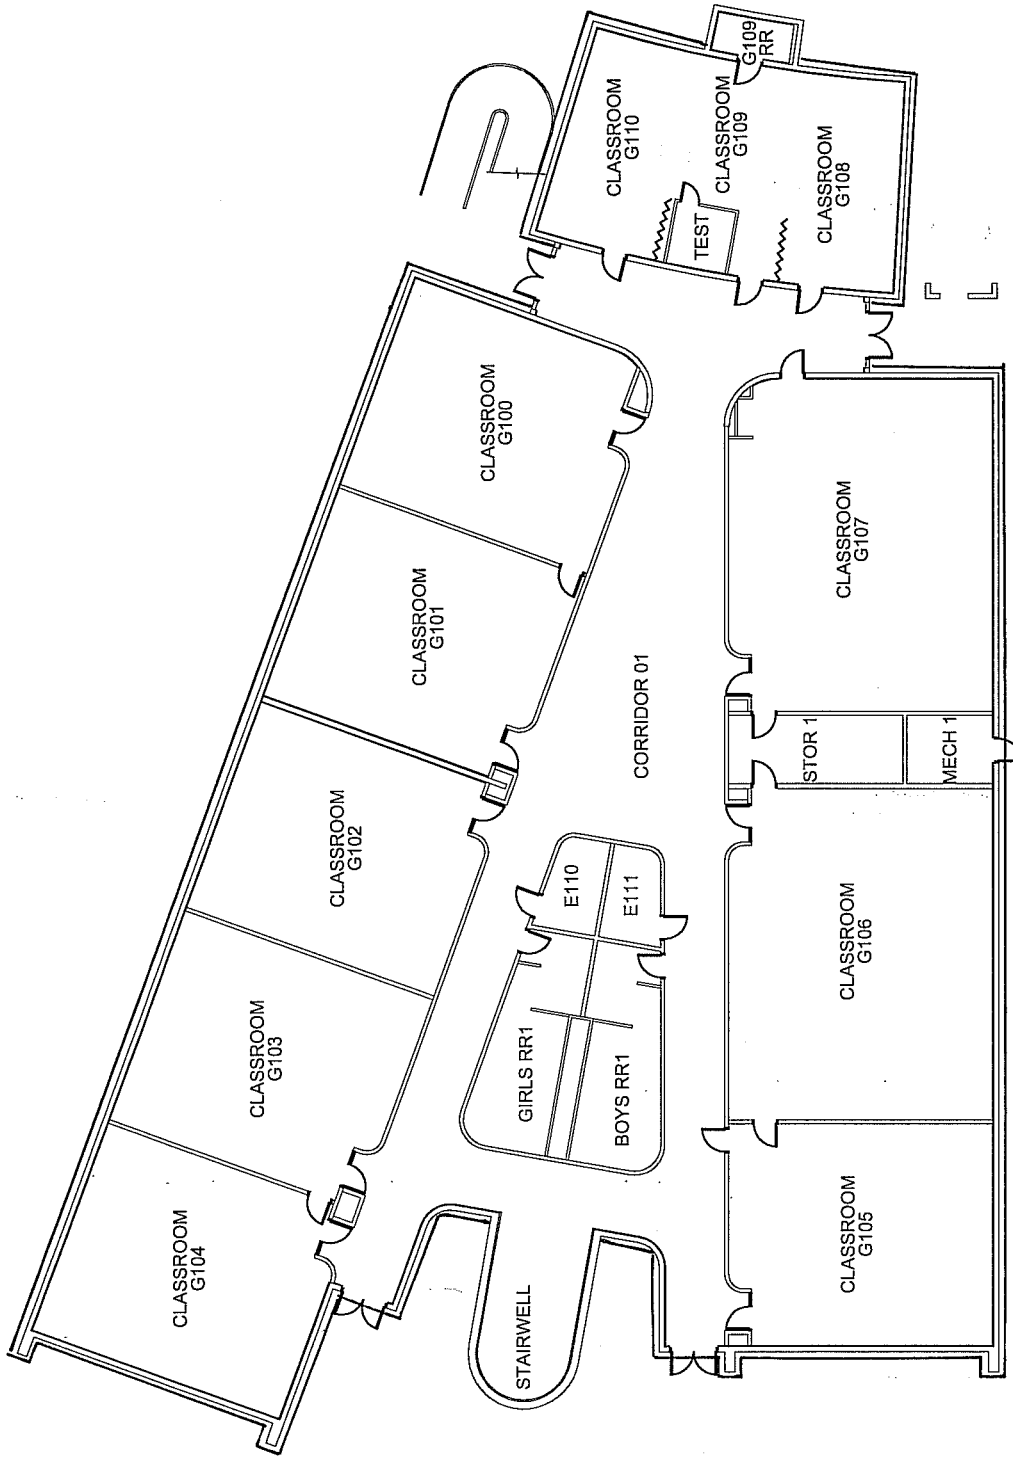 CLASSROOM
G104
CLASSROOM
G103
CLASSROOM
G102
CLASSROOM
G101
CLASSROOM
G100
STAIRWELL
GIRLS RR1
BOYS RR1
E110
E111
CORRIDOR 01
CLASSROOM
G110
CLASSROOM
G109
G109
RR
TEST
CLASSROOM
G108
CLASSROOM
G105
CLASSROOM
G106
STOR 1
MECH 1
CLASSROOM
G107